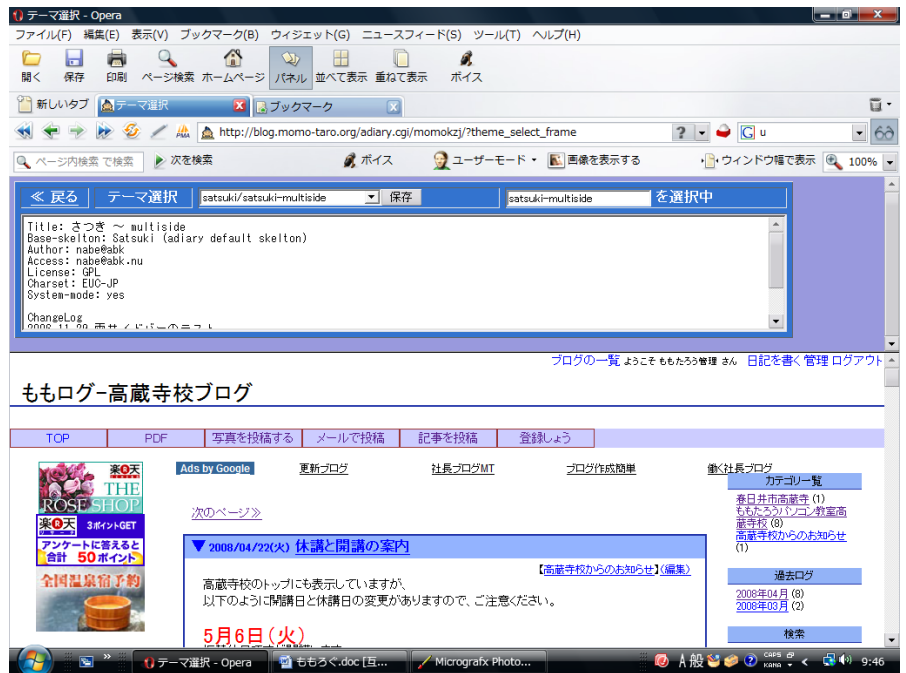 テーマ選択 - Opera
ファイル(F) 編集(E) 表示(V) ブックマーク(B) ウィジェット(G) ニュースフィード(S) ツール(T) ヘルプ(H)
開く 保存 印刷 ページ検索 ホームページ パネル 並べて表示 重ねて表示 ボイス
新しいタブ テーマ選択 ブックマーク
http://blog.momo-taro.org/adiary.cgi/momokzj/?theme_select_frame ? G u
ページ内検索 で検索 次を検索 ボイス ユーザーモード 画像を表示する ウィンドウ幅で表示 100%
≪ 戻る テーマ選択 satsuki/satsuki-multiside 保存 satsuki-multiside を選択中
Title: さつき ～ multiside
Base-skelton: Satsuki (adiary default skelton)
Author: nabe@abk
Access: nabe@abk.nu
License: GPL
Charset: EUC-JP
System-mode: yes
ChangeLog
2006 11 29 両サイドバーのテスト
ブログの一覧 ようこそ ももたろう管理 さん 日記を書く 管理 ログアウト
ももログ-高蔵寺校ブログ
TOP PDF 写真を投稿する メールで投稿 記事を投稿 登録しょう
楽天 THE ROSE SHOP
Ads by Google 更新ブログ 社長ブログMT ブログ作成簡単 働く社長ブログ
カテゴリ一覧
春日井市高蔵寺 (1)
ももたろうパソコン教室高蔵寺校 (8)
高蔵寺校からのお知らせ (1)
次のページ≫
楽天 3ポイントGET
アンケートに答えると
合計 50ポイント
▼ 2008/04/22(火) 休講と開講の案内
【高蔵寺校からのお知らせ】(編集)
全国温泉宿予約
高蔵寺校のトップにも表示していますが、
以下のように開講日と休講日の変更がありますので、ご注意ください。
5月6日(火)
過去ログ
2008年04月 (8)
2008年03月 (2)
検索
テーマ選択 - Opera ももろぐ.doc [互... Micrografx Photo... A 般 CAPS KANA 9:46